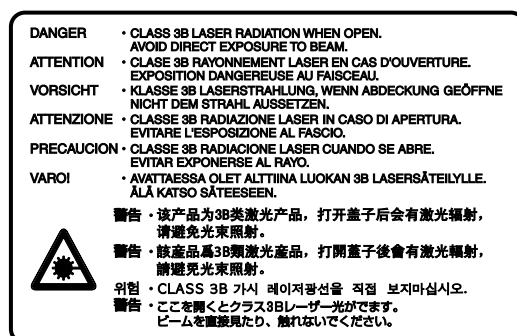 DANGER · CLASS 3B LASER RADIATION WHEN OPEN.
AVOID DIRECT EXPOSURE TO BEAM.
ATTENTION · CLASE 3B RAYONNEMENT LASER EN CAS D'OUVERTURE.
EXPOSITION DANGEREUSE AU FAISCEAU.
VORSICHT · KLASSE 3B LASERSTRAHLUNG, WENN ABDECKUNG GEÖFFNE
NICHT DEM STRAHL AUSSETZEN.
ATTENZIONE · CLASSE 3B RADIAZIONE LASER IN CASO DI APERTURA.
EVITARE L'ESPOSIZIONE AL FASCIO.
PRECAUCION · CLASSE 3B RADIACIONE LASER CUANDO SE ABRE.
EVITAR EXPONERSE AL RAYO.
VARO! · AVATTAESSA OLET ALTTIINA LUOKAN 3B LASERSÄTEILYLLE.
ÄLÄ KATSO SÄTEESEEN.
警告 · 该产品为3B类激光产品，打开盖子后会有激光辐射，
请避免光束照射。
警告 · 該産品爲3B類激光産品，打開蓋子後會有激光輻射，
請避免光束照射。
위험 · CLASS 3B 가시 레이저광선을 직접 보지마십시오.
警告 · ここを開くとクラス3Bレーザー光がでます。
ビームを直接見たり、触れないでください。